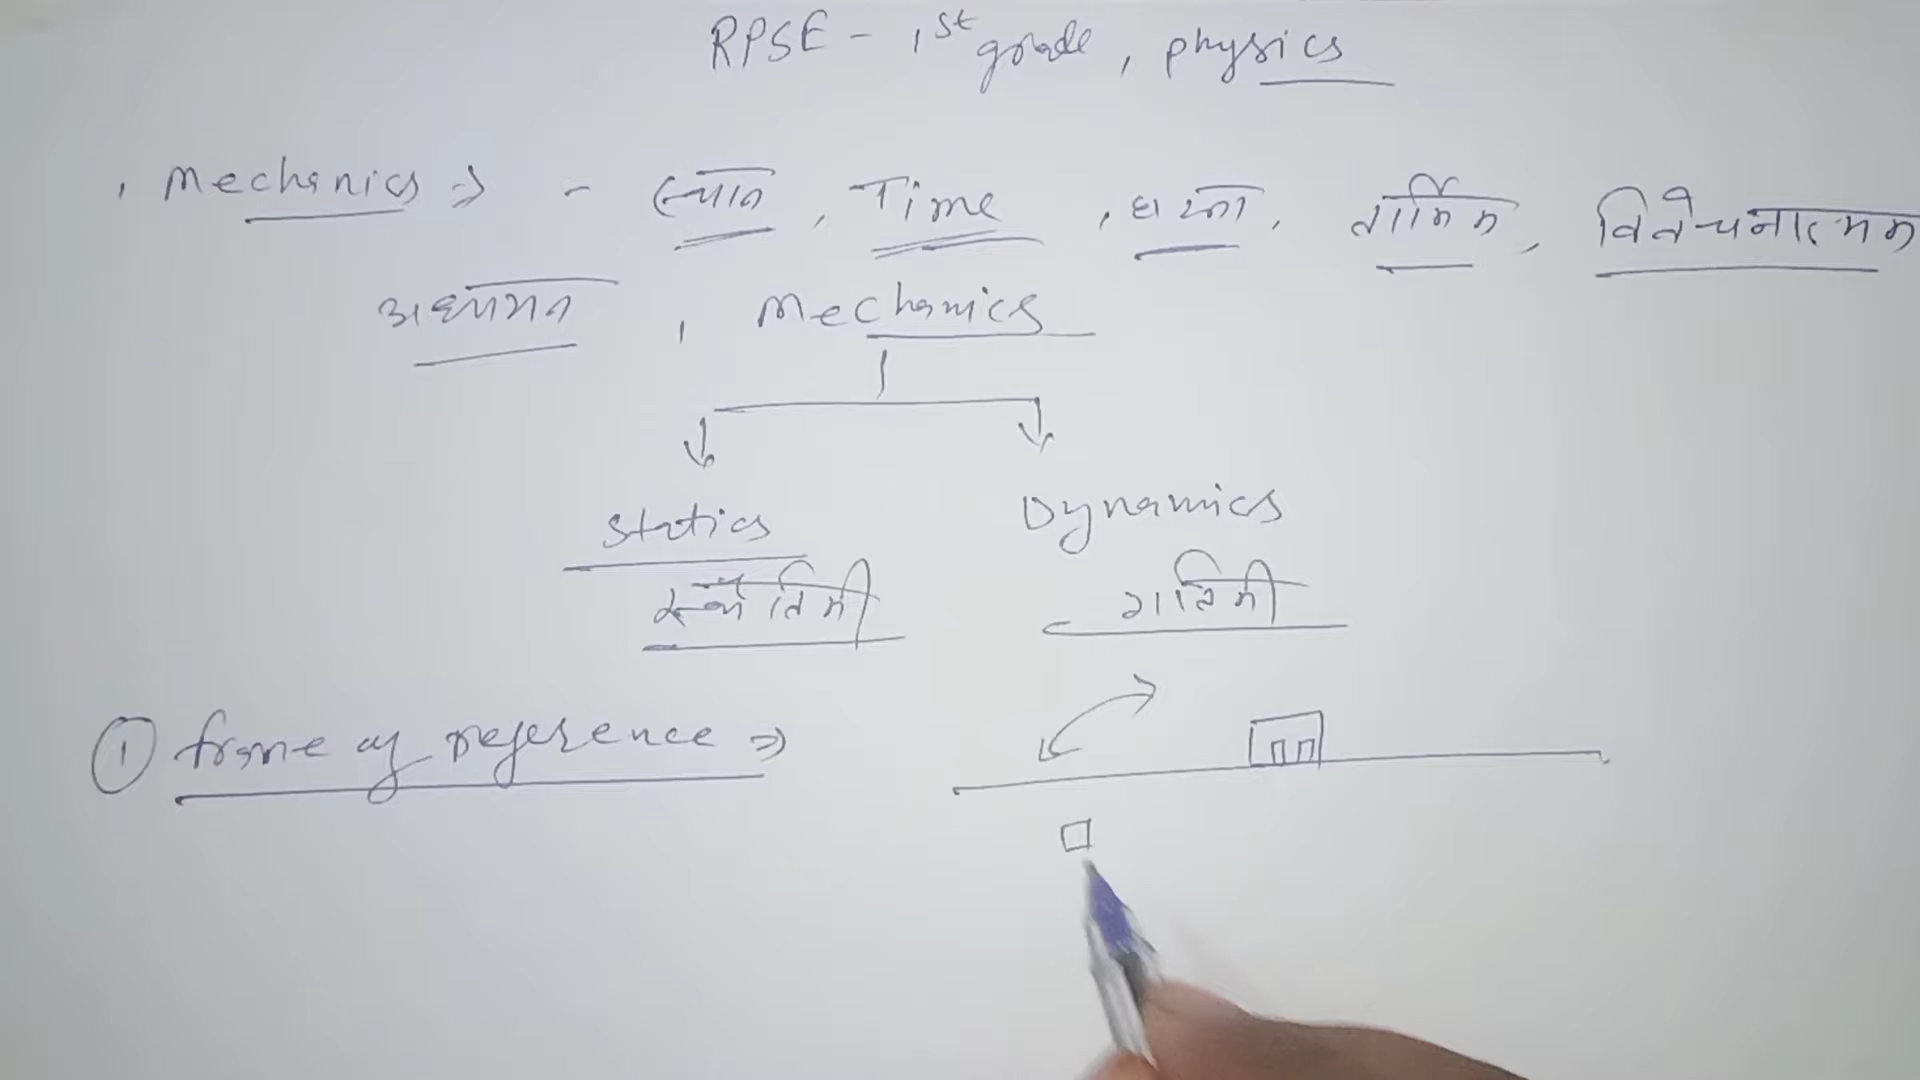 RPSE - 1st grade, physics
, Mechanics ⇒ - स्थान, Time, घटना, तार्किक, विवेचनात्मक
अध्ययन, Mechanics
Statics Dynamics
स्थैतिकी गतिकी
① frame of reference ⇒